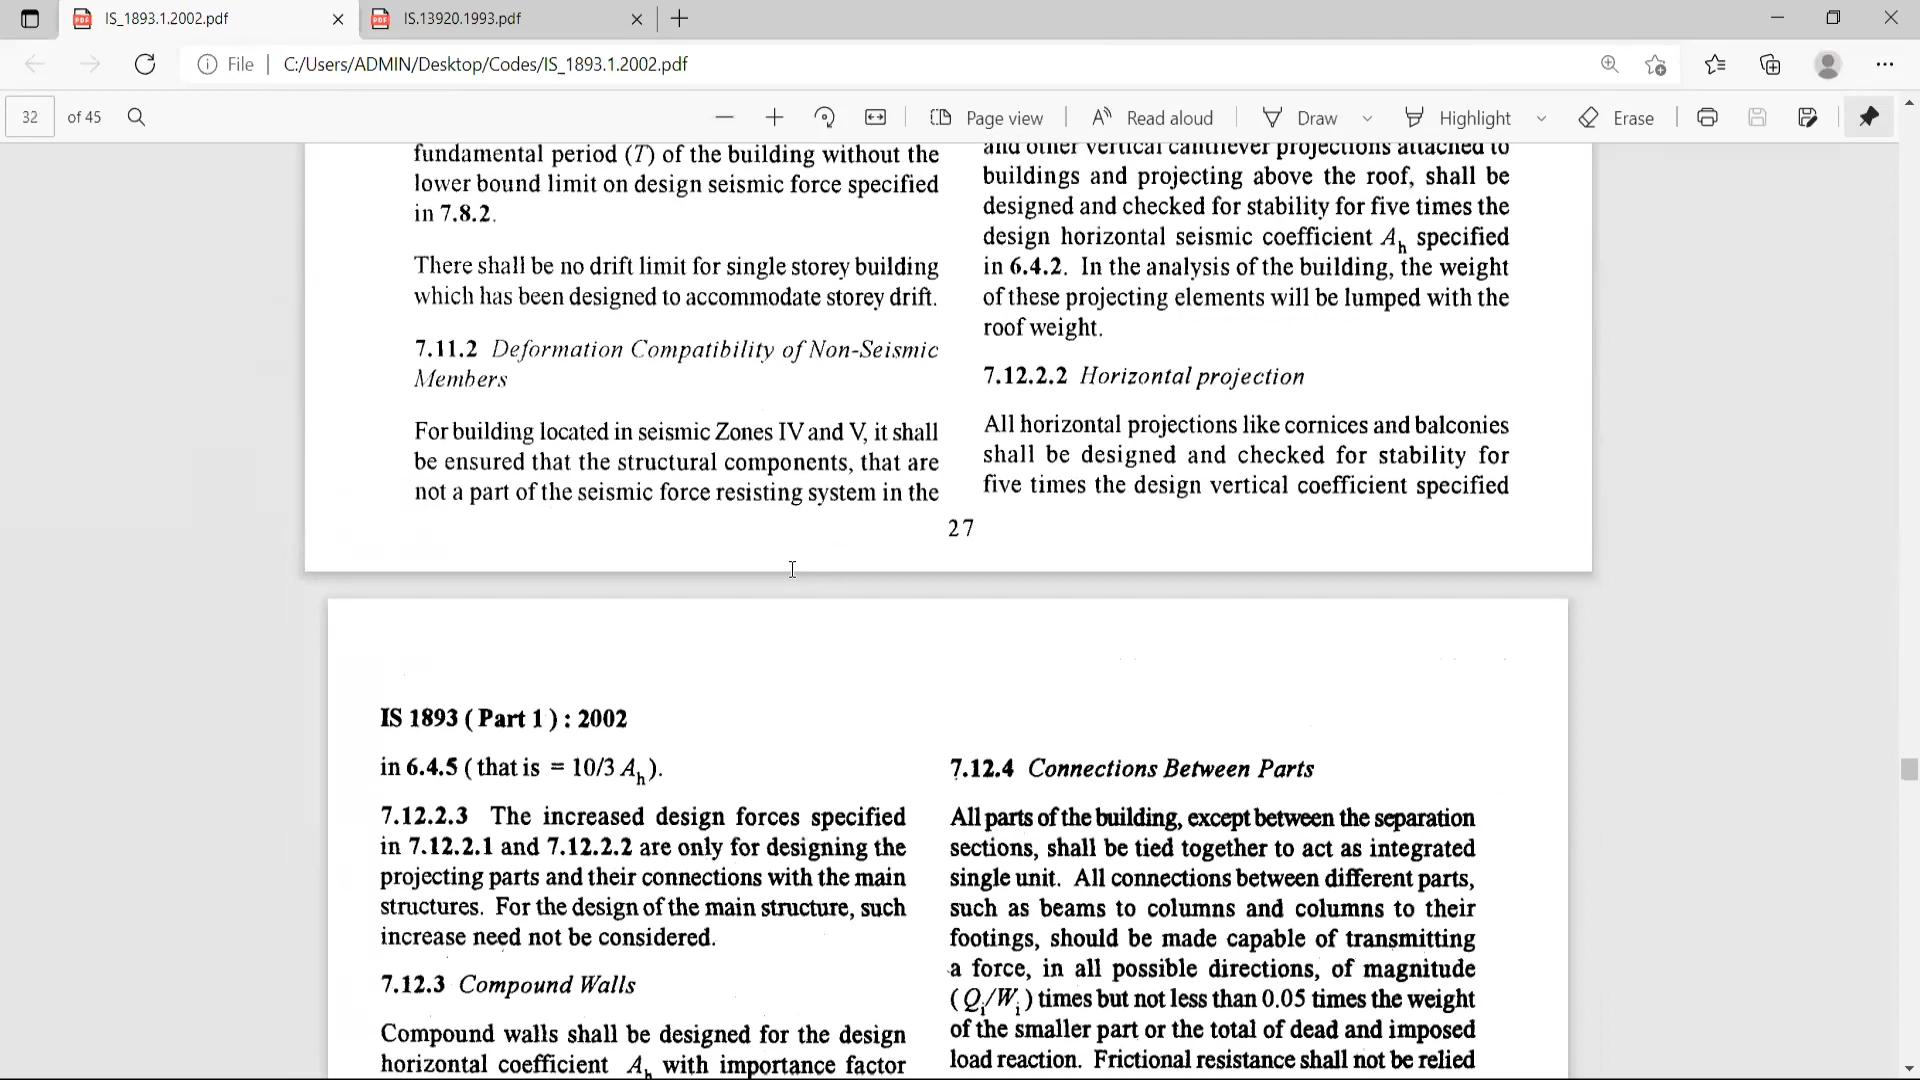 IS_1893.1.2002.pdf
IS.13920.1993.pdf
File
C:/Users/ADMIN/Desktop/Codes/IS_1893.1.2002.pdf
32 of 45
Page view
Read aloud
Draw
Highlight
Erase
fundamental period (T) of the building without the
lower bound limit on design seismic force specified
in 7.8.2.
There shall be no drift limit for single storey building
which has been designed to accommodate storey drift.
7.11.2 Deformation Compatibility of Non-Seismic
Members
For building located in seismic Zones IV and V, it shall
be ensured that the structural components, that are
not a part of the seismic force resisting system in the
and other vertical cantilever projections attached to
buildings and projecting above the roof, shall be
designed and checked for stability for five times the
design horizontal seismic coefficient Ah specified
in 6.4.2. In the analysis of the building, the weight
of these projecting elements will be lumped with the
roof weight.
7.12.2.2 Horizontal projection
All horizontal projections like cornices and balconies
shall be designed and checked for stability for
five times the design vertical coefficient specified
27
IS 1893 ( Part 1 ) : 2002
in 6.4.5 ( that is = 10/3 Ah ).
7.12.2.3 The increased design forces specified
in 7.12.2.1 and 7.12.2.2 are only for designing the
projecting parts and their connections with the main
structures. For the design of the main structure, such
increase need not be considered.
7.12.3 Compound Walls
Compound walls shall be designed for the design
horizontal coefficient Ah with importance factor
7.12.4 Connections Between Parts
All parts of the building, except between the separation
sections, shall be tied together to act as integrated
single unit. All connections between different parts,
such as beams to columns and columns to their
footings, should be made capable of transmitting
a force, in all possible directions, of magnitude
( Qi/Wi ) times but not less than 0.05 times the weight
of the smaller part or the total of dead and imposed
load reaction. Frictional resistance shall not be relied